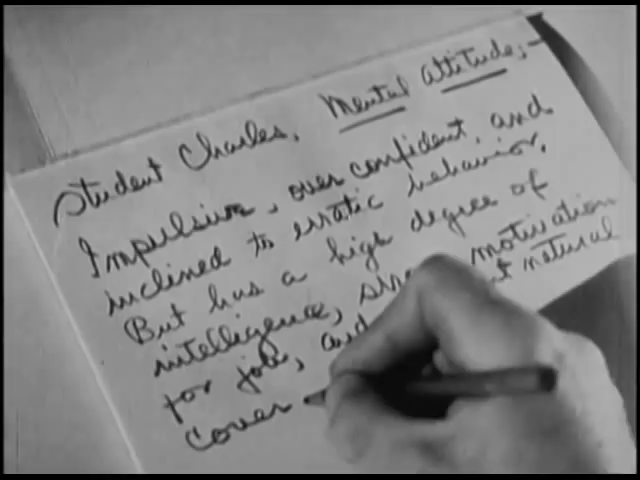 Student Charles, Mental Attitude;-
Impulsive, over confident, and
inclined to erratic behavior.
But has a high degree of
intelligence, motivation
for job, and natural
cover